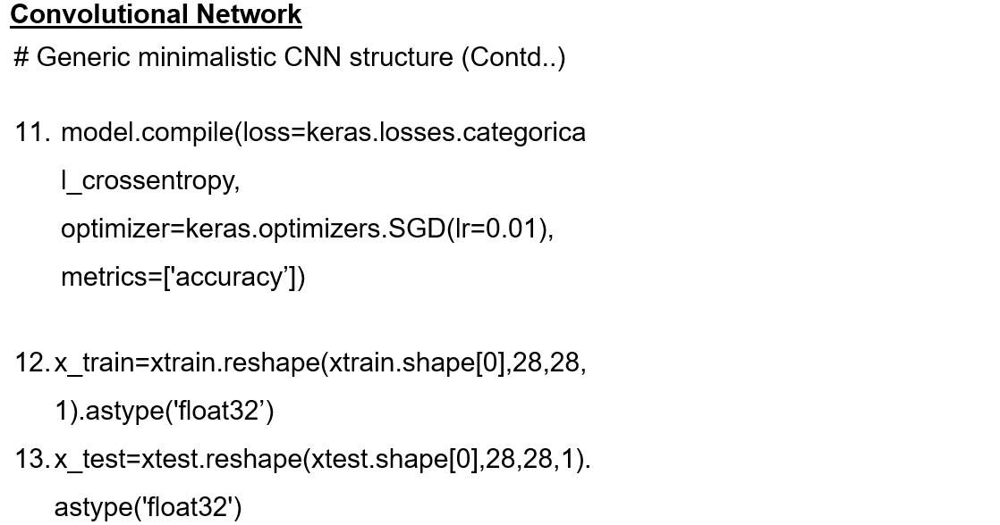 Convolutional Network
# Generic minimalistic CNN structure (Contd..)
11. model.compile(loss=keras.losses.categorica
l_crossentropy,
optimizer=keras.optimizers.SGD(lr=0.01),
metrics=['accuracy’])
12. x_train=xtrain.reshape(xtrain.shape[0],28,28,
1).astype('float32’)
13. x_test=xtest.reshape(xtest.shape[0],28,28,1).
astype('float32')